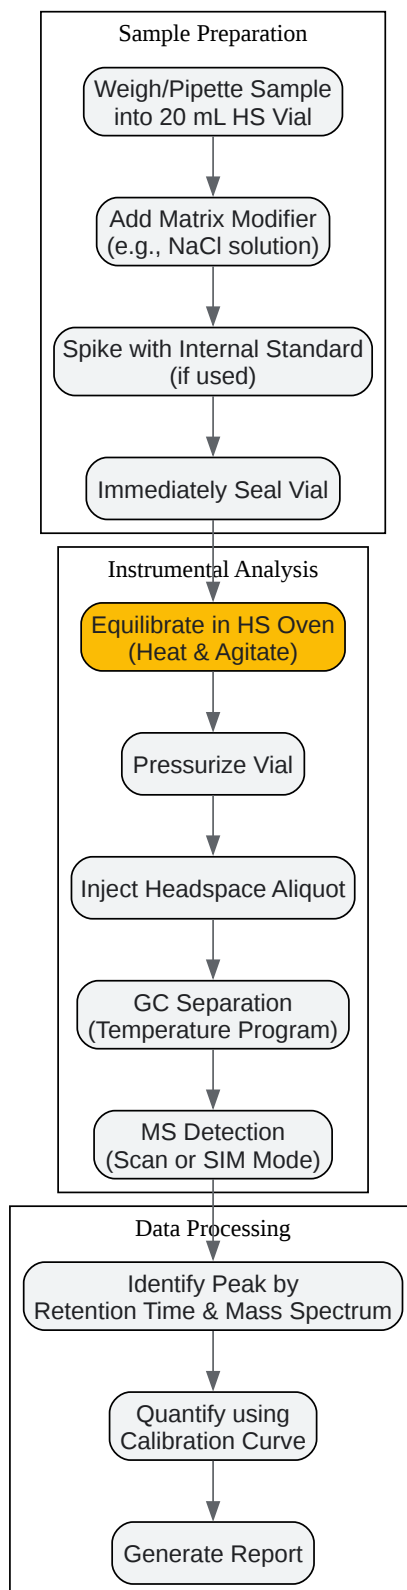 Sample Preparation
Weigh/Pipette Sample
into 20 mL HS Vial
Add Matrix Modifier
(e.g., NaCl solution)
Spike with Internal Standard
(if used)
Immediately Seal Vial
Instrumental Analysis
Equilibrate in HS Oven
(Heat & Agitate)
Pressurize Vial
Inject Headspace Aliquot
GC Separation
(Temperature Program)
MS Detection
(Scan or SIM Mode)
Data Processing
Identify Peak by
Retention Time & Mass Spectrum
Quantify using
Calibration Curve
Generate Report